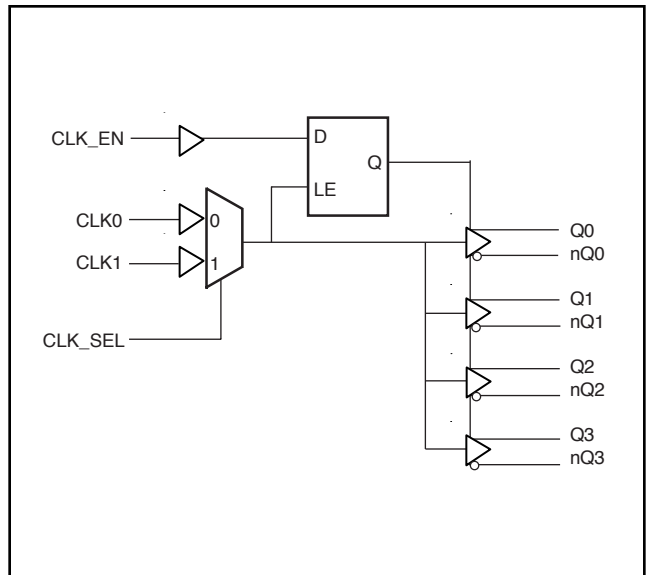 CLK_EN
D
Q
LE
CLK0
0
CLK1
1
CLK_SEL
Q0
nQ0
Q1
nQ1
Q2
nQ2
Q3
nQ3